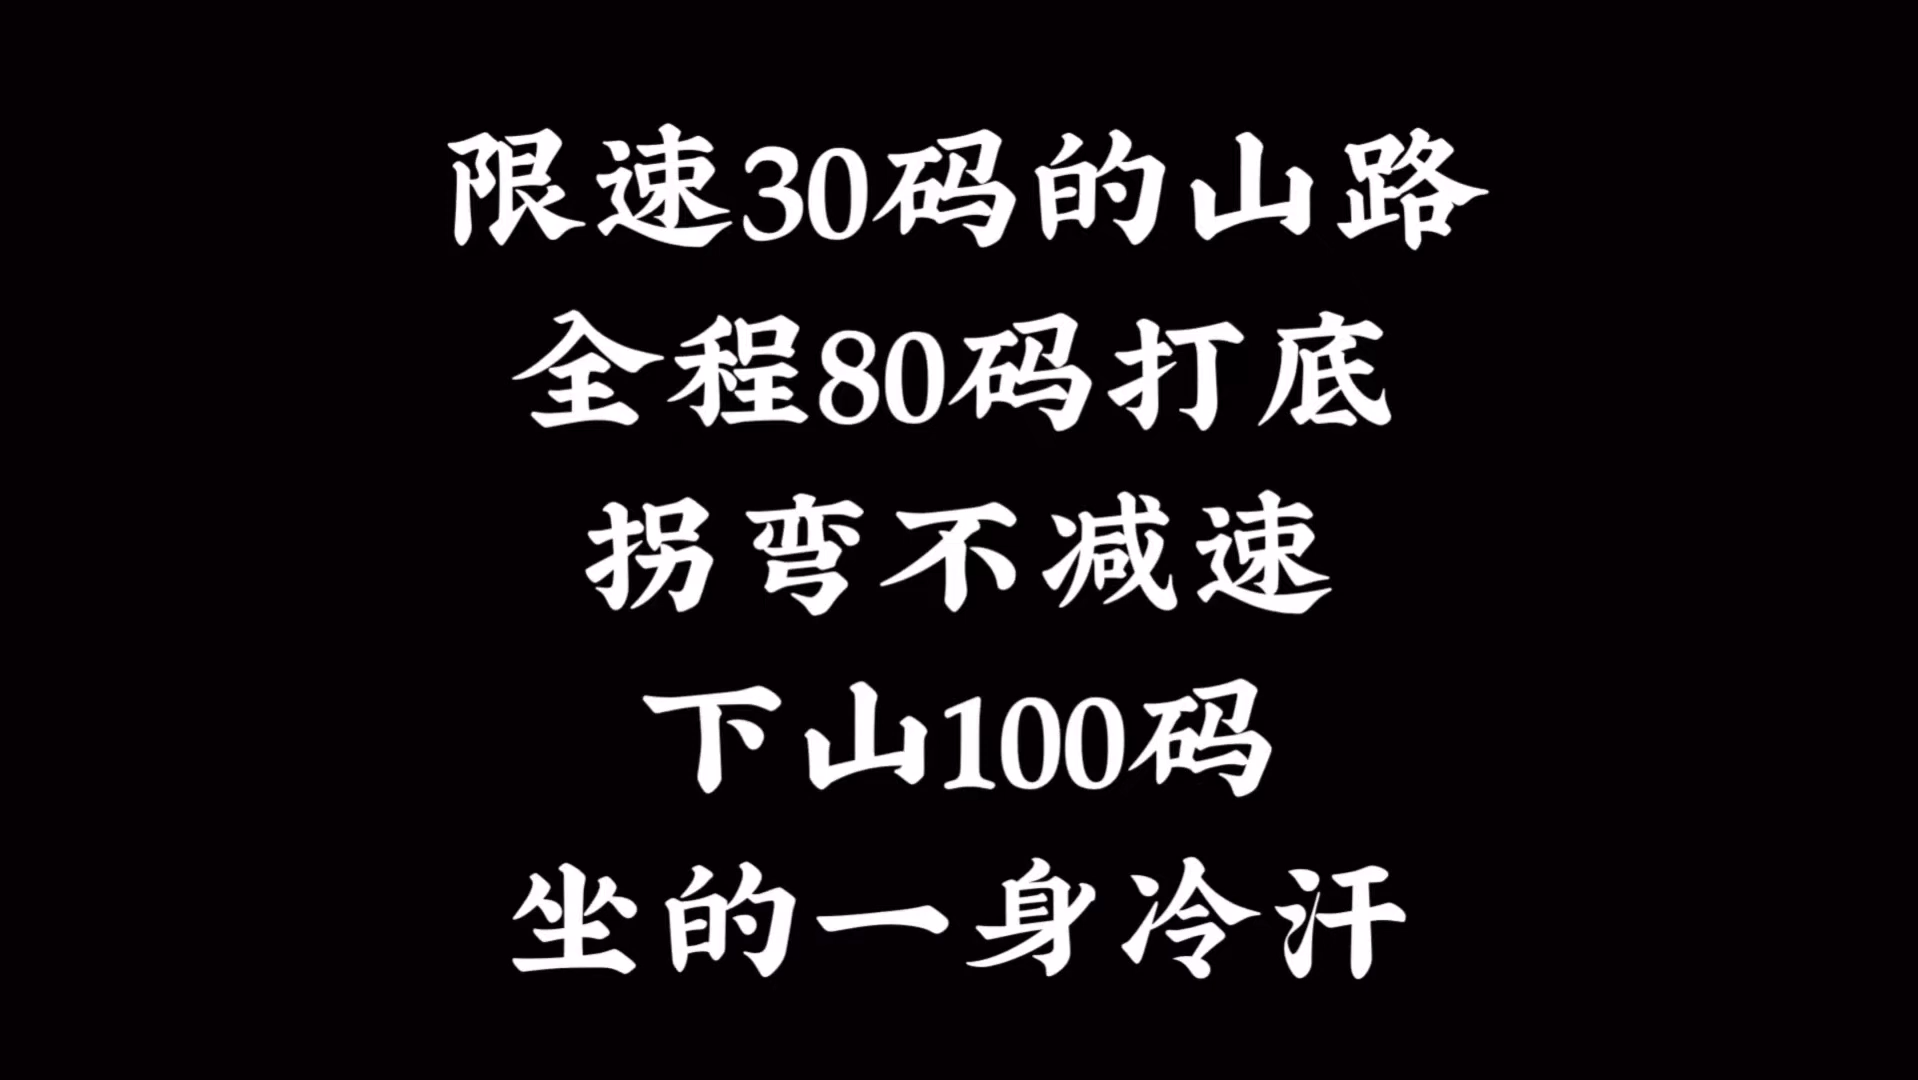 限速30码的山路
全程80码打底
拐弯不减速
下山100码
坐的一身冷汗